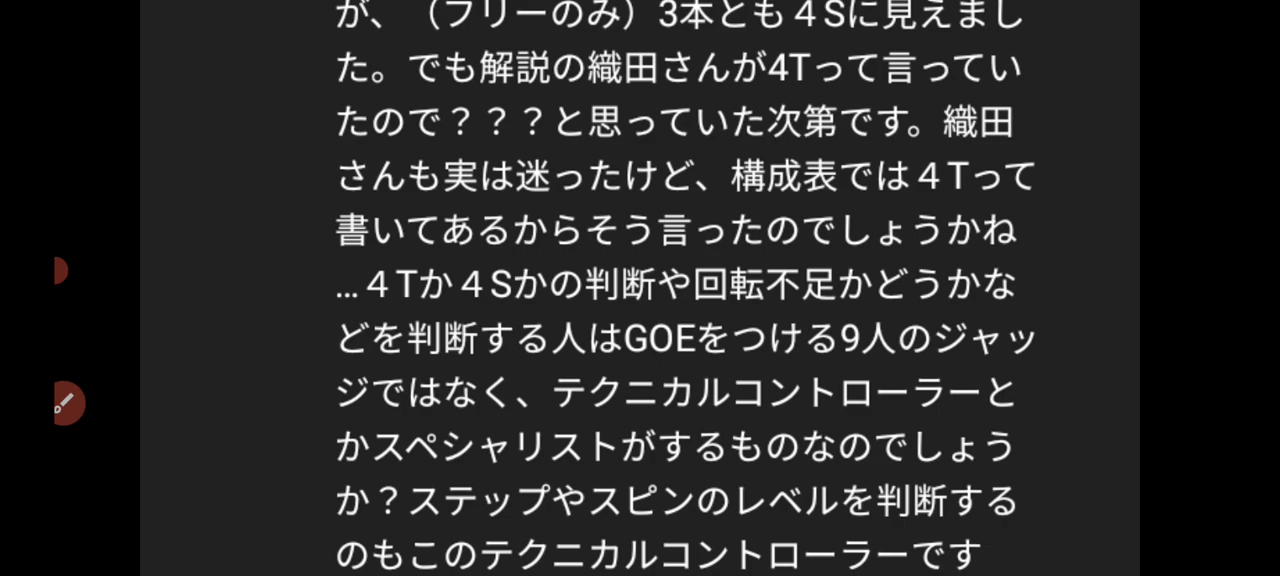 が、（フリーのみ）3本とも４Sに見えまし
た。でも解説の織田さんが4Tって言ってい
たので？？？と思っていた次第です。織田
さんも実は迷ったけど、構成表では４Tって
書いてあるからそう言ったのでしょうかね
…４Tか４Sかの判断や回転不足かどうかな
どを判断する人はGOEをつける9人のジャッ
ジではなく、テクニカルコントローラーと
かスペシャリストがするものなのでしょう
か？ステップやスピンのレベルを判断する
のもこのテクニカルコントローラーです